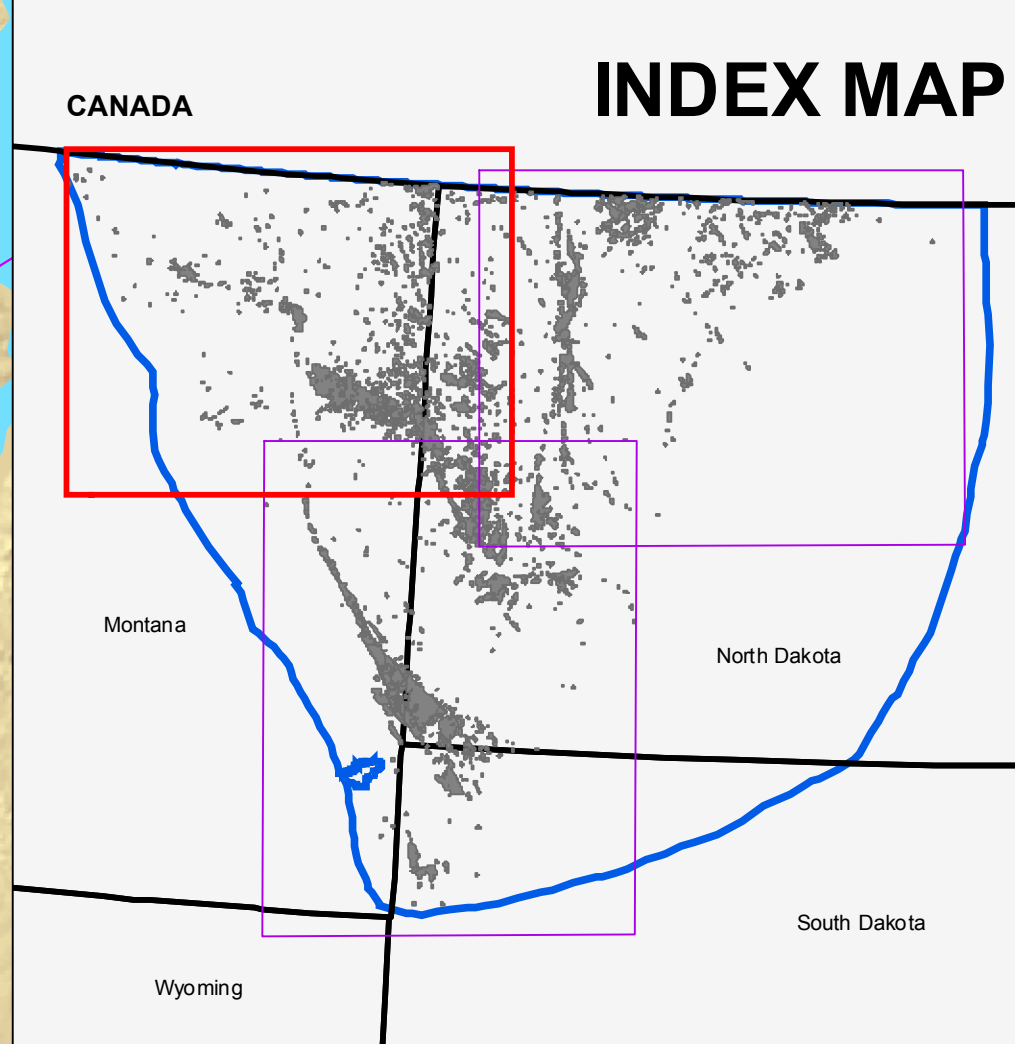 INDEX MAP
CANADA
Montana
North Dakota
South Dakota
Wyoming